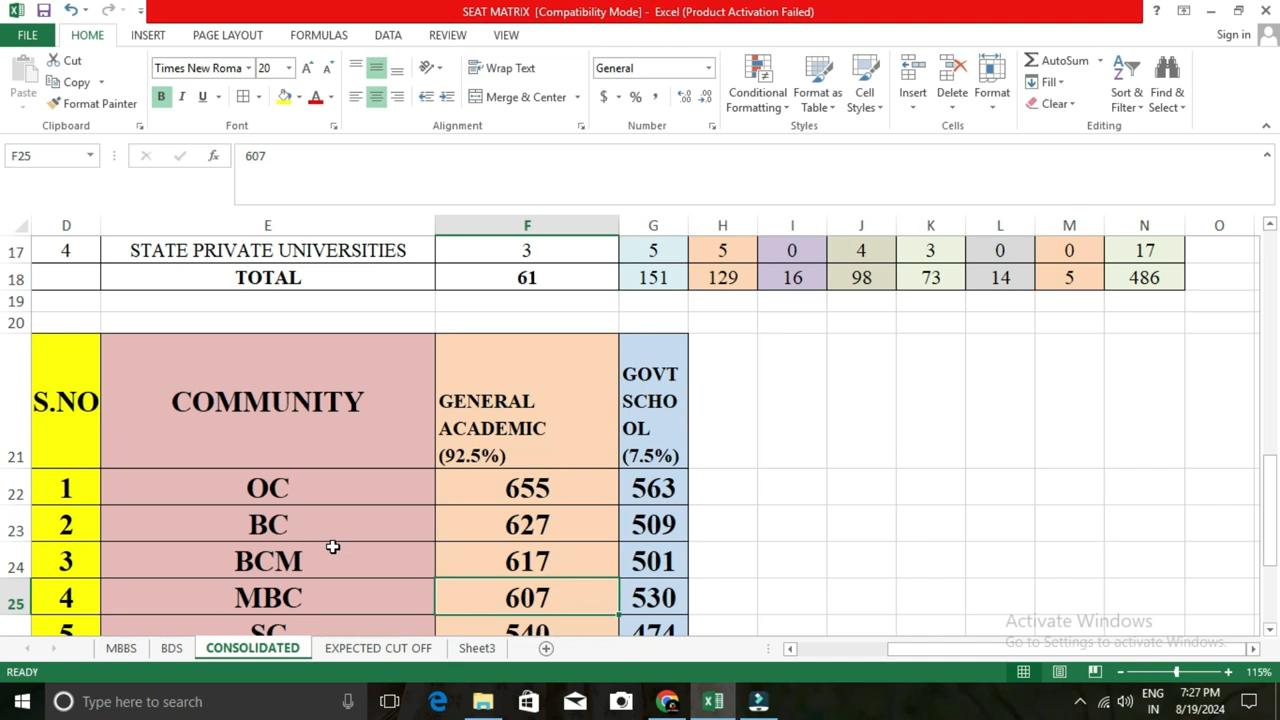 SEAT MATRIX [Compatibility Mode] - Excel (Product Activation Failed)
FILE HOME INSERT PAGE LAYOUT FORMULAS DATA REVIEW VIEW Sign in
Paste Cut Copy Format Painter
Times New Roma 20
B I U
Wrap Text
Merge & Center
General
$ % ,
Conditional Formatting Format as Table Cell Styles
Insert Delete Format
AutoSum Fill Clear
Sort & Filter Find & Select
Clipboard Font Alignment Number Styles Cells Editing
F25 607
D E F G H I J K L M N O
17 4 STATE PRIVATE UNIVERSITIES 3 5 5 0 4 3 0 0 17
18 TOTAL 61 151 129 16 98 73 14 5 486
19
20
21 S.NO COMMUNITY GENERAL ACADEMIC (92.5%) GOVT SCHOOL (7.5%)
22 1 OC 655 563
23 2 BC 627 509
24 3 BCM 617 501
25 4 MBC 607 530
5 SC 540 474
Activate Windows
Go to Settings to activate Windows.
MBBS BDS CONSOLIDATED EXPECTED CUT OFF Sheet3
READY 115%
Type here to search
ENG IN
7:27 PM
8/19/2024